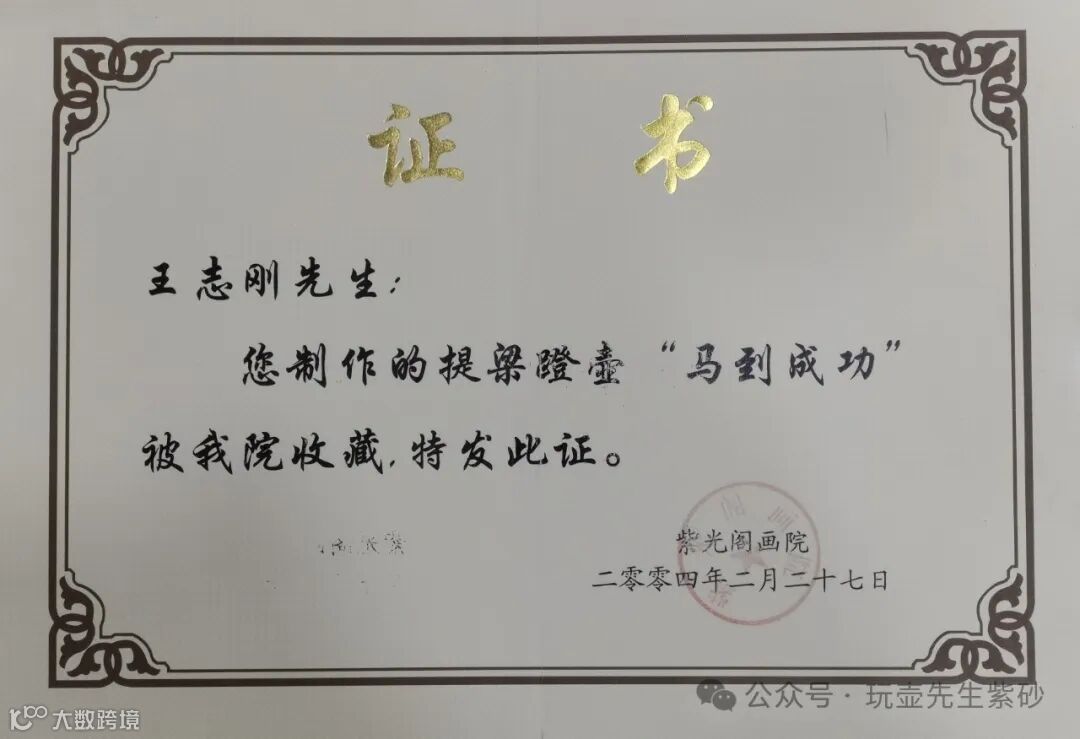 证书
王志刚先生：
您制作的提梁蹬壶“马到成功”
被我院收藏，特发此证。
紫光阁画院
二零零四年二月二十七日
公众号·玩壶先生紫砂
100 大数跨境